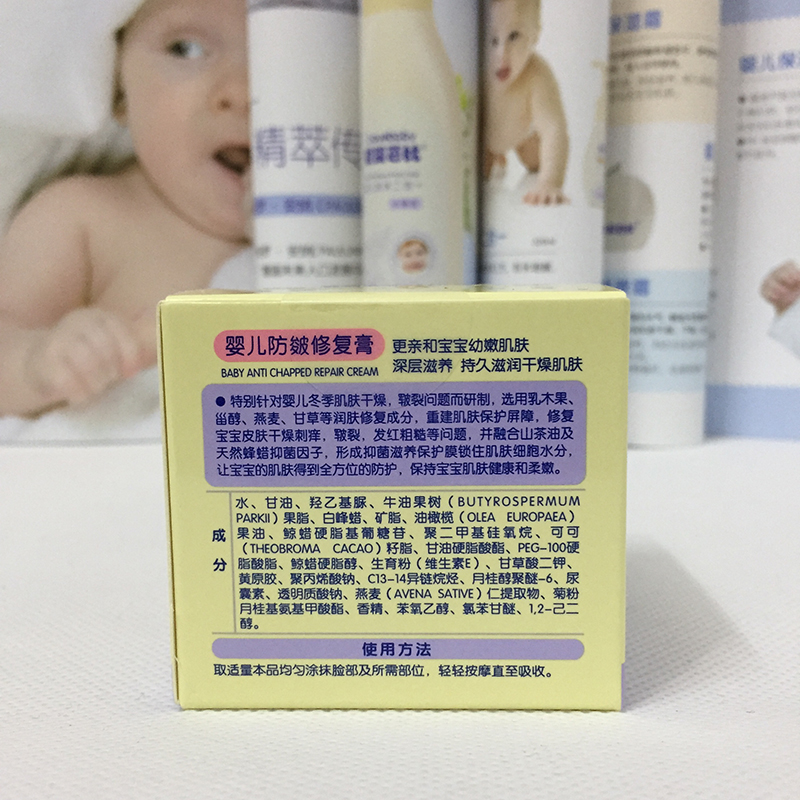 精萃传
保湿霜
婴儿保
婴儿防皴修复膏
BABY ANTI CHAPPED REPAIR CREAM
更亲和宝宝幼嫩肌肤
深层滋养 持久滋润干燥肌肤
● 特别针对婴儿冬季肌肤干燥，皲裂问题而研制，选用乳木果、
甾醇、燕麦、甘草等润肤修复成分，重建肌肤保护屏障，修复
宝宝皮肤干燥刺痒，皲裂，发红粗糙等问题，并融合山茶油及
天然蜂蜡抑菌因子，形成抑菌滋养保护膜锁住肌肤细胞水分，
让宝宝的肌肤得到全方位的防护，保持宝宝肌肤健康和柔嫩。
成分
水、甘油、羟乙基脲、牛油果树（BUTYROSPERMUM
PARKII）果脂、白峰蜡、矿脂、油橄榄（OLEA EUROPAEA）
果油、鲸蜡硬脂基葡糖苷、聚二甲基硅氧烷、可可
（THEOBROMA CACAO）籽脂、甘油硬脂酸酯、PEG-100硬
脂酸脂、鲸蜡硬脂醇、生育粉（维生素E）、甘草酸二钾、
黄原胶、聚丙烯酸钠、C13-14异链烷烃、月桂醇聚醚-6、尿
囊素、透明质酸钠、燕麦（AVENA SATIVE）仁提取物、菊粉
月桂基氨基甲酸酯、香精、苯氧乙醇、氯苯甘醚、1,2-己二
醇。
使用方法
取适量本品均匀涂抹脸部及所需部位，轻轻按摩直至吸收。